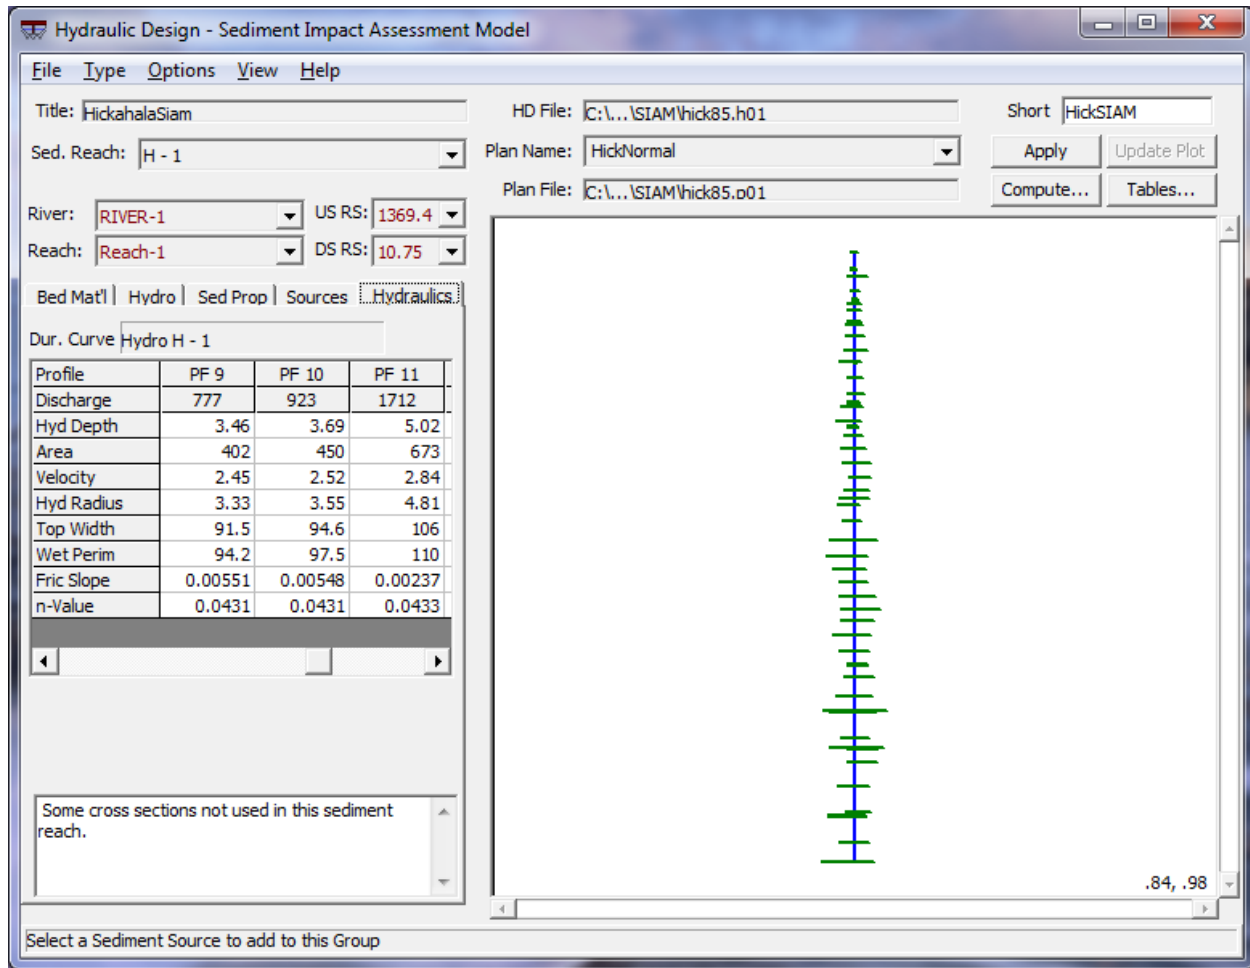 Hydraulic Design - Sediment Impact Assessment Model
File Type Options View Help
Title: HickahalaSiam
HD File: C:\...\SIAM\hick85.h01
Short HickSIAM
Sed. Reach: H - 1
Plan Name: HickNormal
Apply Update Plot
Plan File: C:\...\SIAM\hick85.p01
Compute... Tables...
River: RIVER-1 US RS: 1369.4
Reach: Reach-1 DS RS: 10.75
Bed Mat'l Hydro Sed Prop Sources Hydraulics
Dur. Curve Hydro H - 1
Profile PF 9 PF 10 PF 11
Discharge 777 923 1712
Hyd Depth 3.46 3.69 5.02
Area 402 450 673
Velocity 2.45 2.52 2.84
Hyd Radius 3.33 3.55 4.81
Top Width 91.5 94.6 106
Wet Perim 94.2 97.5 110
Fric Slope 0.00551 0.00548 0.00237
n-Value 0.0431 0.0431 0.0433
Some cross sections not used in this sediment
reach.
.84, .98
Select a Sediment Source to add to this Group